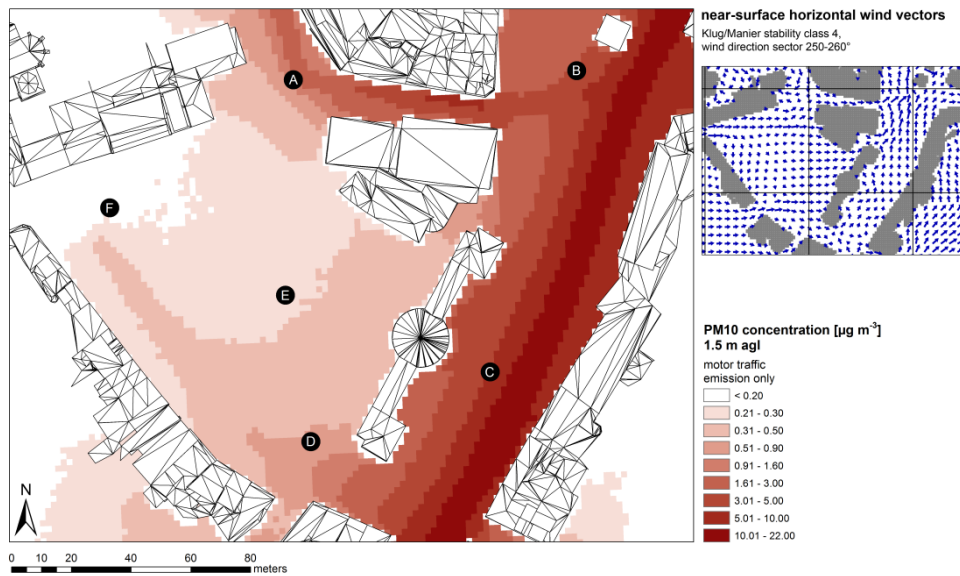 A
B
C
D
E
F
N
0 10 20 40 60 80
meters
near-surface horizontal wind vectors
Klug/Manier stability class 4,
wind direction sector 250-260°
PM10 concentration [µg m⁻³]
1.5 m agl
motor traffic
emission only
< 0.20
0.21 - 0.30
0.31 - 0.50
0.51 - 0.90
0.91 - 1.60
1.61 - 3.00
3.01 - 5.00
5.01 - 10.00
10.01 - 22.00